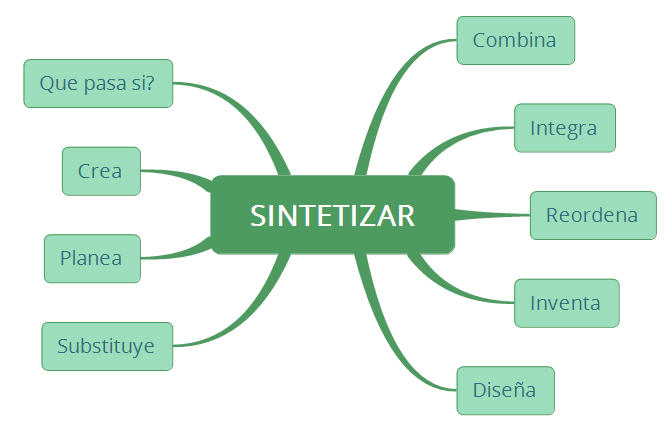 SINTETIZAR
Combina
Integra
Reordena
Inventa
Diseña
Que pasa si?
Crea
Planea
Substituye